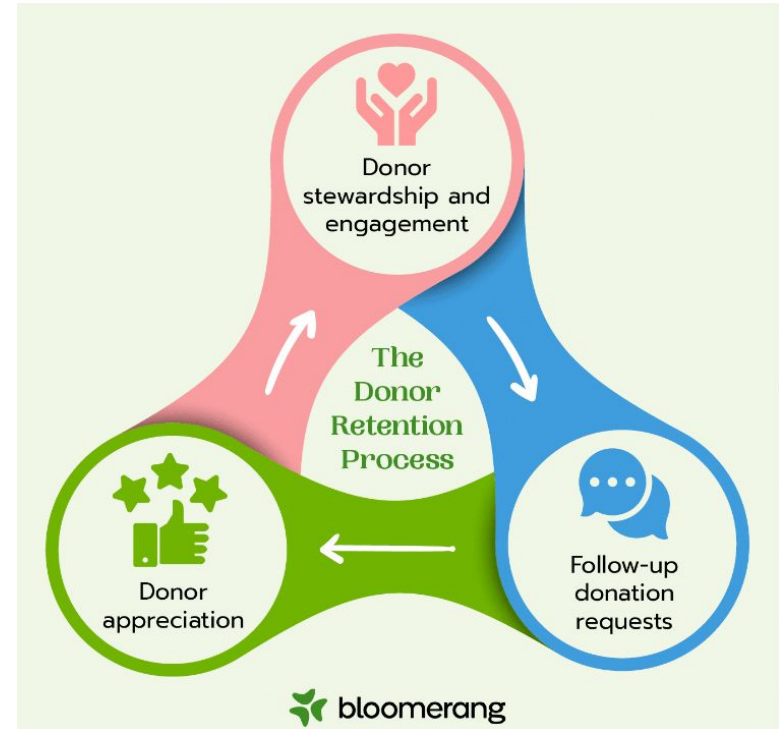 Donor
stewardship and
engagement
The
Donor
Retention
Process
Donor
appreciation
Follow-up
donation
requests
bloomerang